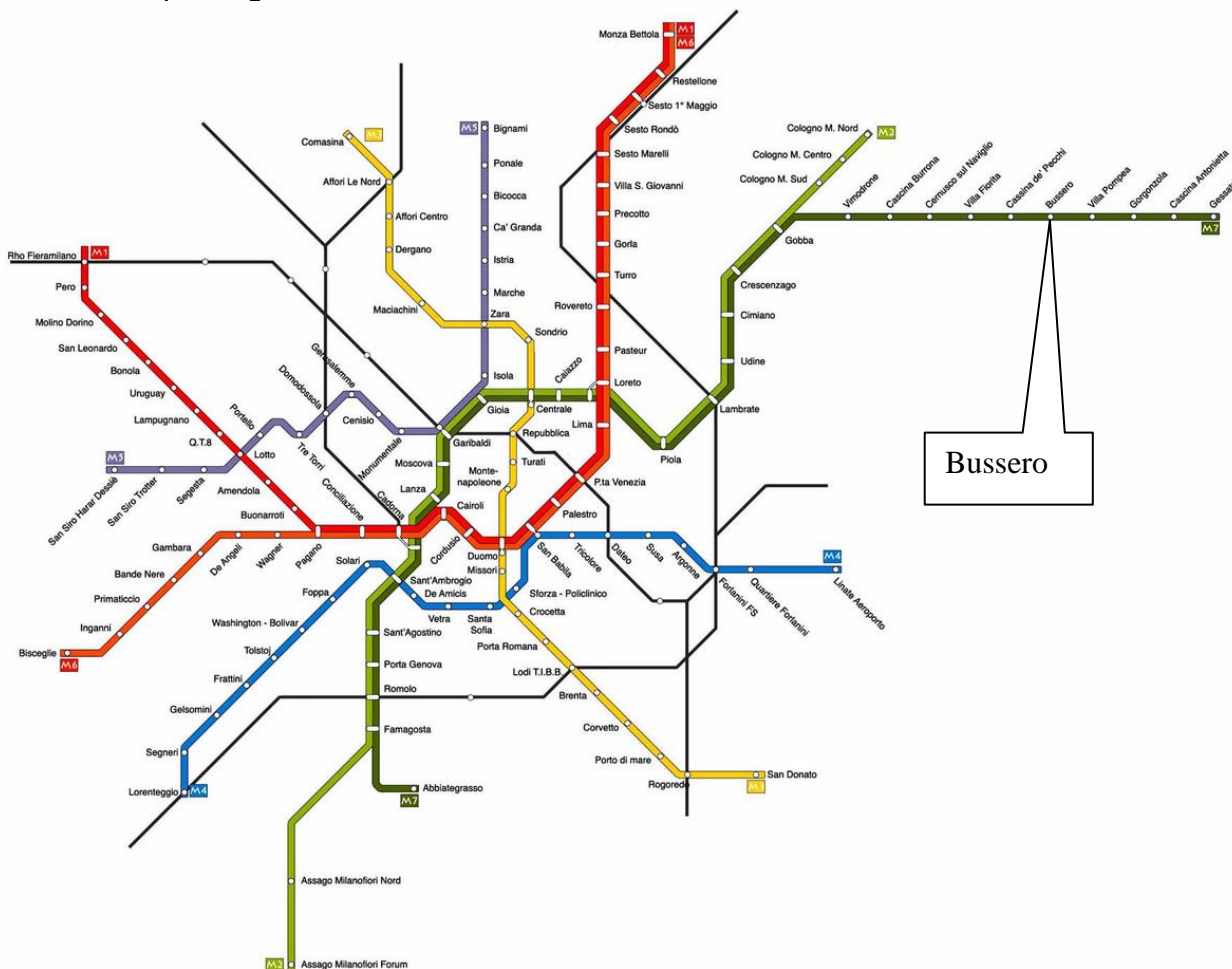 Monza Bettola
M1
M6
Restellone
Sesto 1° Maggio
Sesto Rondò
Sesto Marelli
Villa S. Giovanni
Precotto
Gorla
Turro
Rovereto
Pasteur
Loreto
Lima
P.ta Venezia
Palestro
San Babila
Duomo
Cordusio
Cairoli
Cadorna
Conciliazione
Pagano
Buonarroti
Amendola
Lotto
Q.T.8
Lampugnano
Uruguay
Bonola
San Leonardo
Molino Dorino
Pero
Rho Fieramilano
M1
Wagner
De Angeli
Gambara
Bande Nere
Primaticcio
Inganni
Bisceglie
M6
Cologno M. Nord
M2
Cologno M. Centro
Cologno M. Sud
Vimodrone
Cascina Burrona
Cernusco sul Naviglio
Villa Fiorita
Cassina de' Pecchi
Bussero
Villa Pompea
Gorgonzola
Cascina Antonietta
M7
Gobba
Crescenzago
Cimiano
Udine
Lambrate
Piola
Caiazzo
Centrale
Gioia
Garibaldi
Moscova
Lanza
Sant'Ambrogio
Sant'Agostino
Porta Genova
Romolo
Famagosta
Abbiategrasso
M7
Assago Milanofiori Nord
M2
Assago Milanofiori Forum
Comasina
Affori Le Nord
Affori Centro
Dergano
Maciachini
Zara
Sondrio
Repubblica
Turati
Monte-
napoleone
Missori
Crocetta
Porta Romana
Lodi T.I.B.B.
Brenta
Corvetto
Porto di mare
Rogoredo
San Donato
M3
M5
Bignami
Ponale
Bicocca
Ca' Granda
Istria
Marche
Isola
Monumentale
Cenisio
Gerusalemme
Domodossola
Tre Torri
Portello
Segesta
San Siro Trotter
San Siro Harar Dessiè
M5
M4
Linate Aeroporto
Quartiere Forlanini
Forlanini FS
Argonne
Susa
Dateo
Tricolore
Sforza - Policlinico
Santa
Sofia
Vetra
De Amicis
Solari
Foppa
Washington - Bolivar
Tolstoj
Frattini
Gelsomini
Segneri
Lorenteggio
M4
Bussero